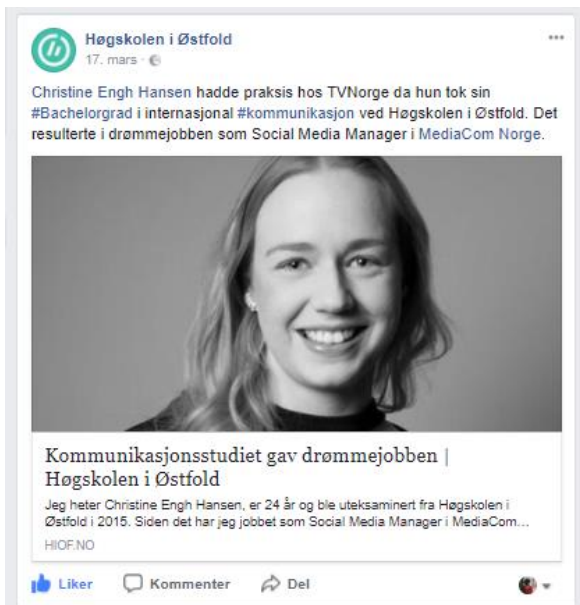 Høgskolen i Østfold
17. mars ·
Christine Engh Hansen hadde praksis hos TVNorge da hun tok sin
#Bachelorgrad i internasjonal #kommunikasjon ved Høgskolen i Østfold. Det
resulterte i drømmejobben som Social Media Manager i MediaCom Norge.
Kommunikasjonsstudiet gav drømmejobben |
Høgskolen i Østfold
Jeg heter Christine Engh Hansen, er 24 år og ble uteksaminert fra Høgskolen i
Østfold i 2015. Siden det har jeg jobbet som Social Media Manager i MediaCom...
HIOF.NO
Liker Kommenter Del